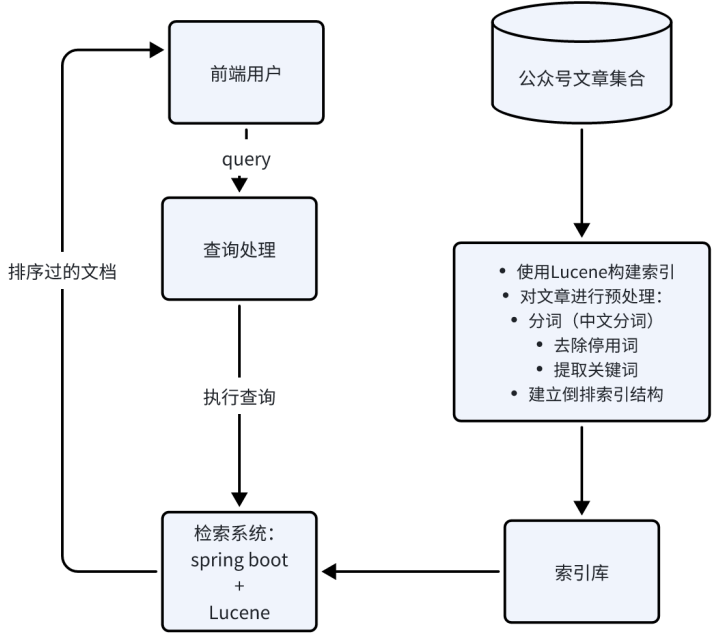 前端用户
公众号文章集合
query
查询处理
排序过的文档
• 使用Lucene构建索引
• 对文章进行预处理：
• 分词（中文分词）
• 去除停用词
• 提取关键词
• 建立倒排索引结构
执行查询
检索系统：
spring boot
+
Lucene
索引库